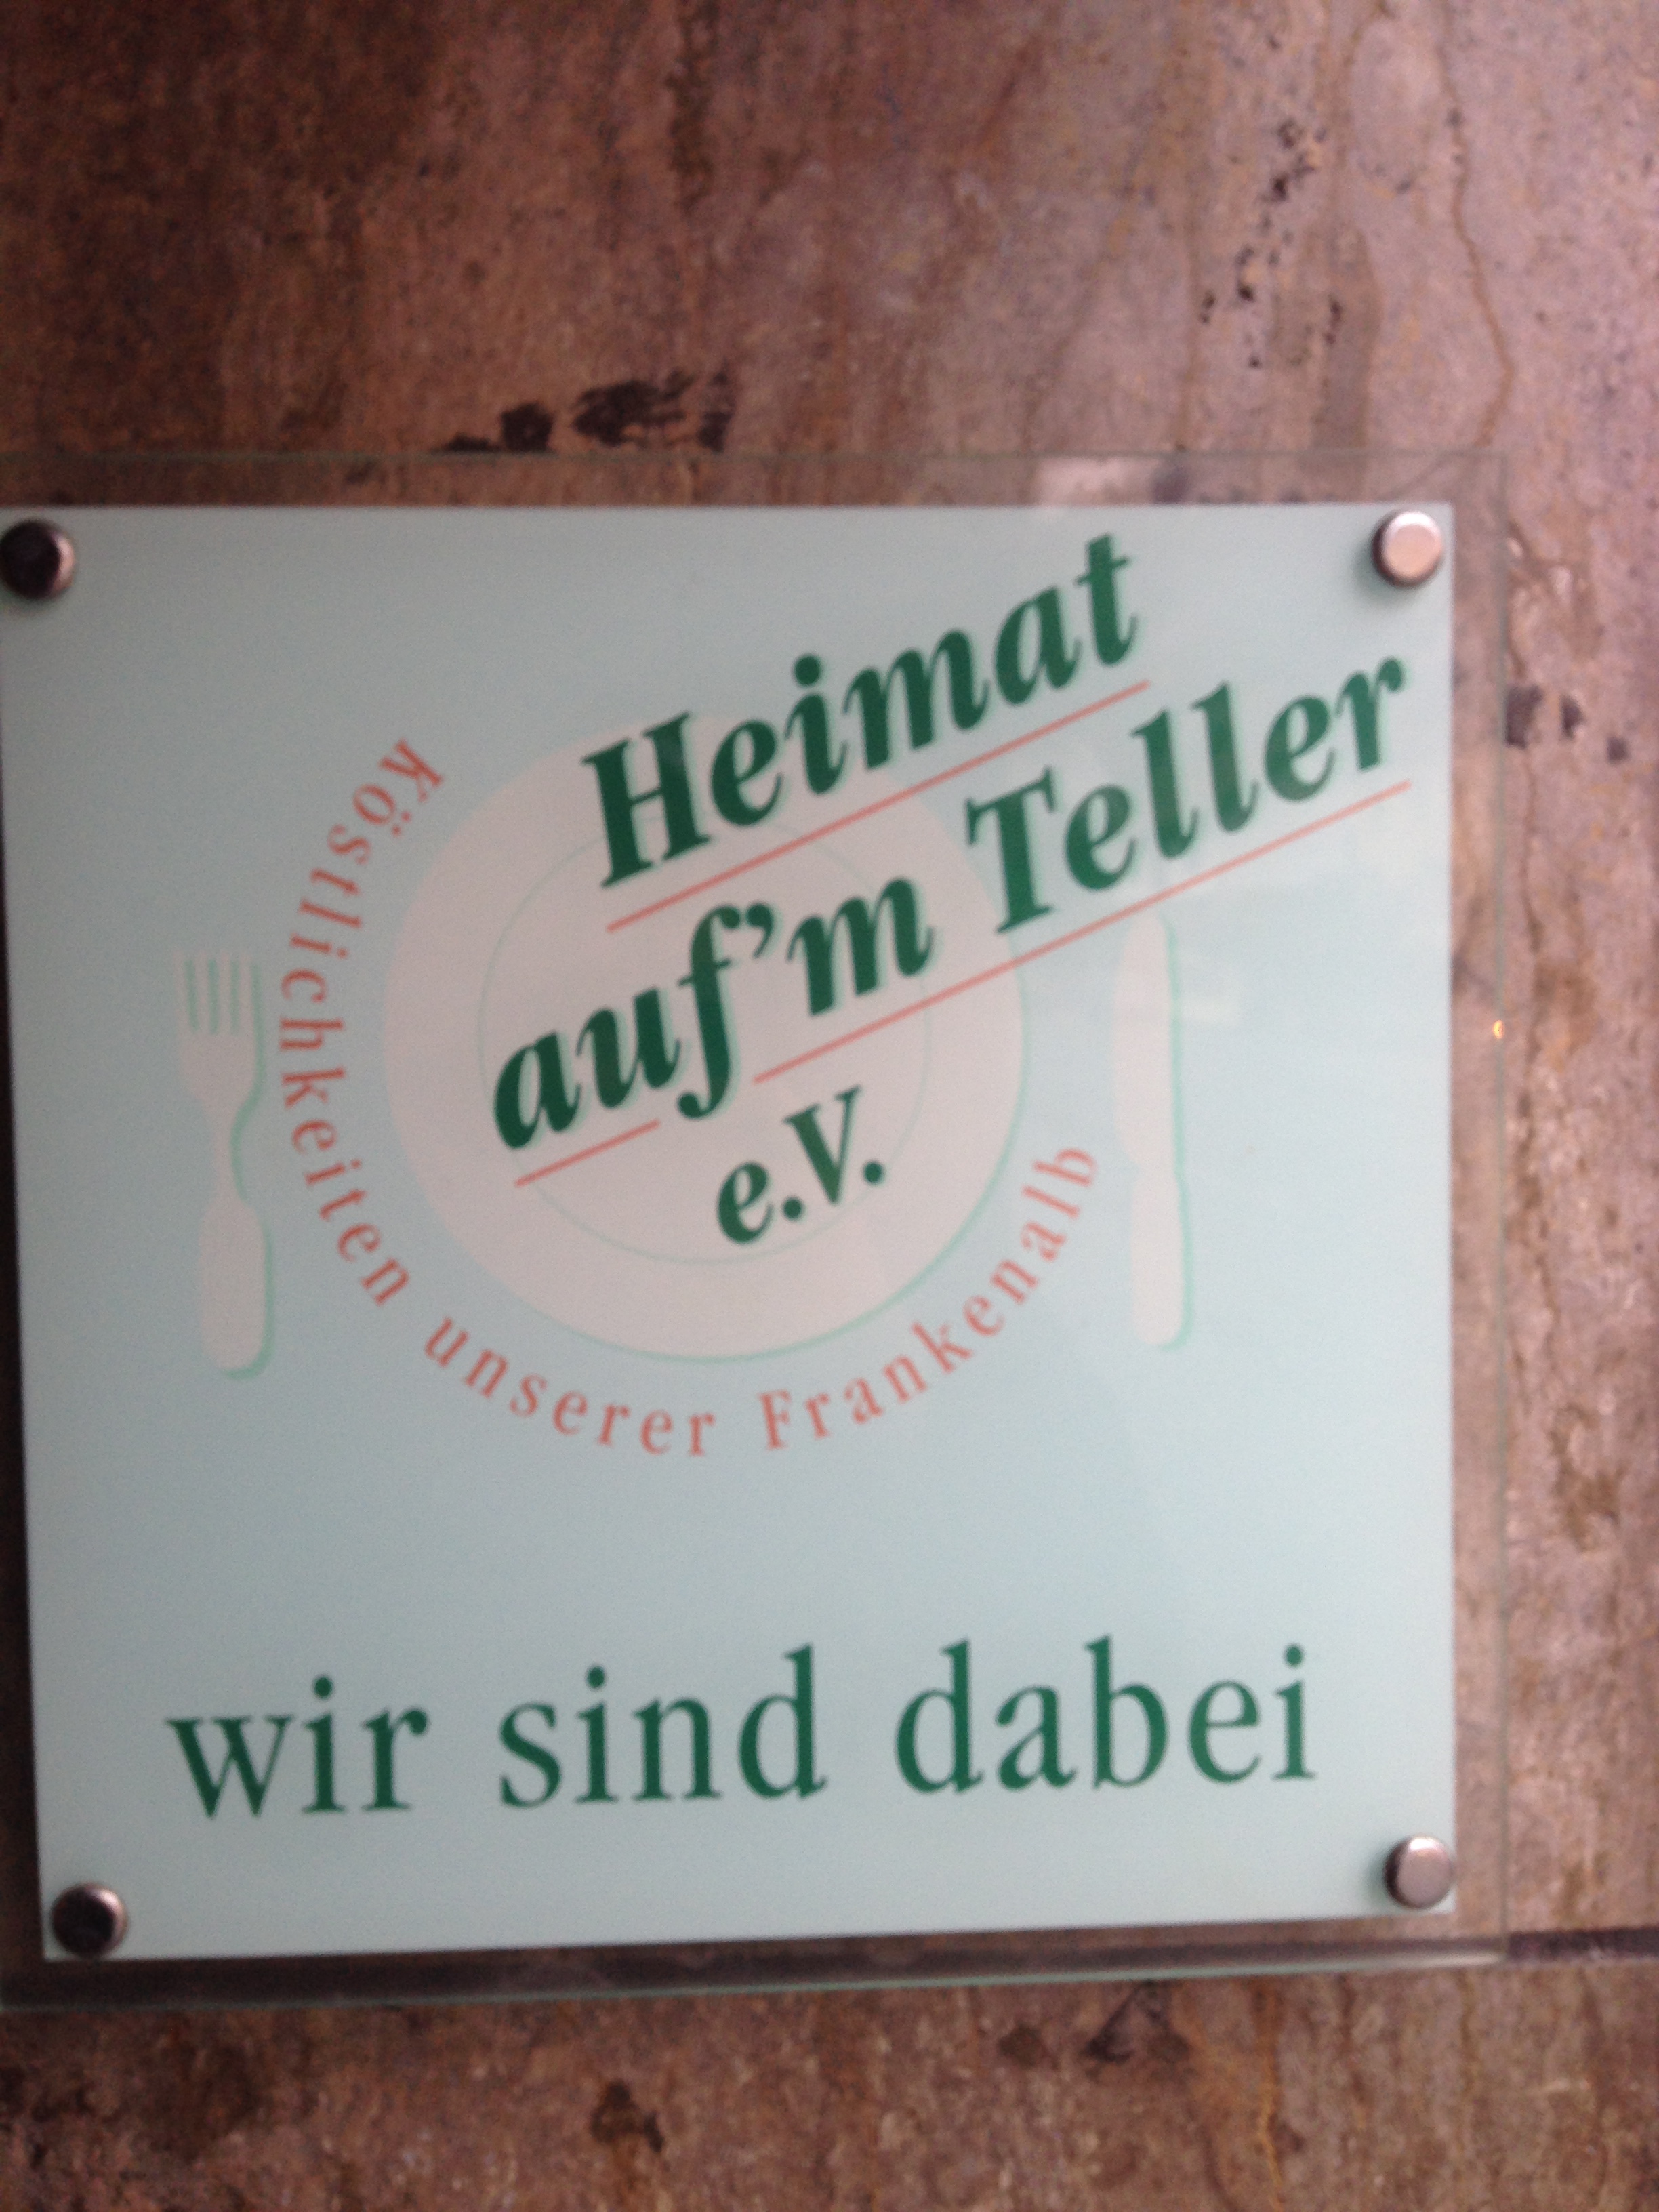 Heimat
auf’m Teller
e.V.
Köstlichkeiten unserer Frankenalb
wir sind dabei